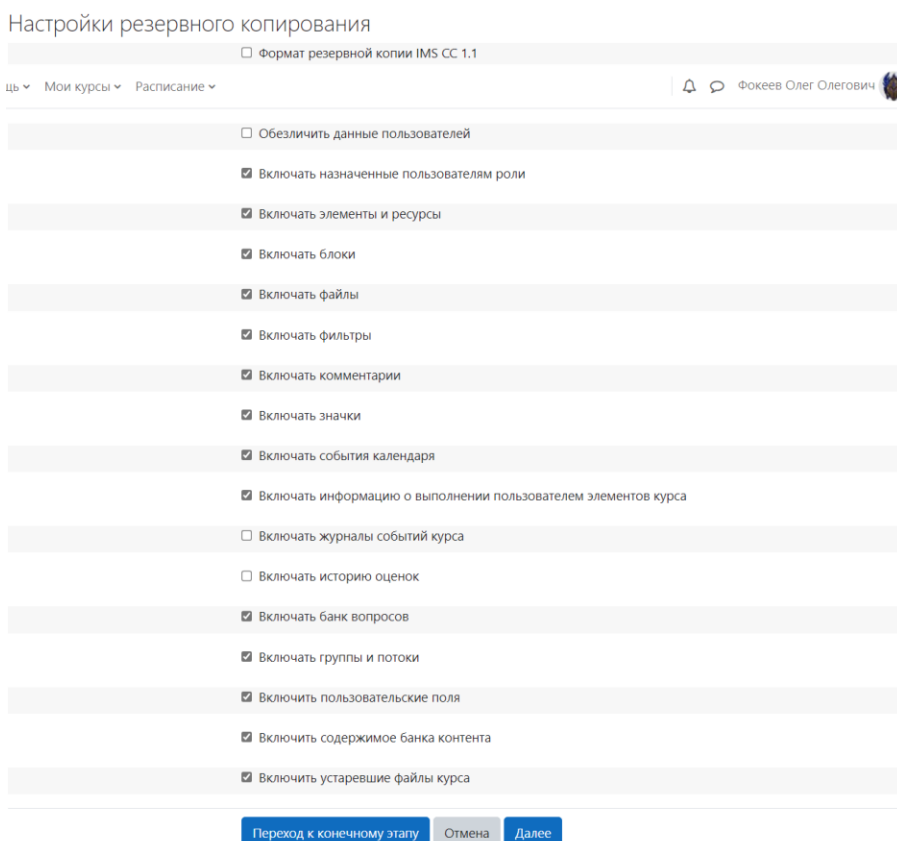 Настройки резервного копирования
Формат резервной копии IMS CC 1.1
Мои курсы Расписание Фокеев Олег Олегович
Обезличить данные пользователей
Включать назначенные пользователям роли
Включать элементы и ресурсы
Включать блоки
Включать файлы
Включать фильтры
Включать комментарии
Включать значки
Включать события календаря
Включать информацию о выполнении пользователем элементов курса
Включать журналы событий курса
Включать историю оценок
Включать банк вопросов
Включать группы и потоки
Включить пользовательские поля
Включить содержимое банка контента
Включить устаревшие файлы курса
Переход к конечному этапу Отмена Далее